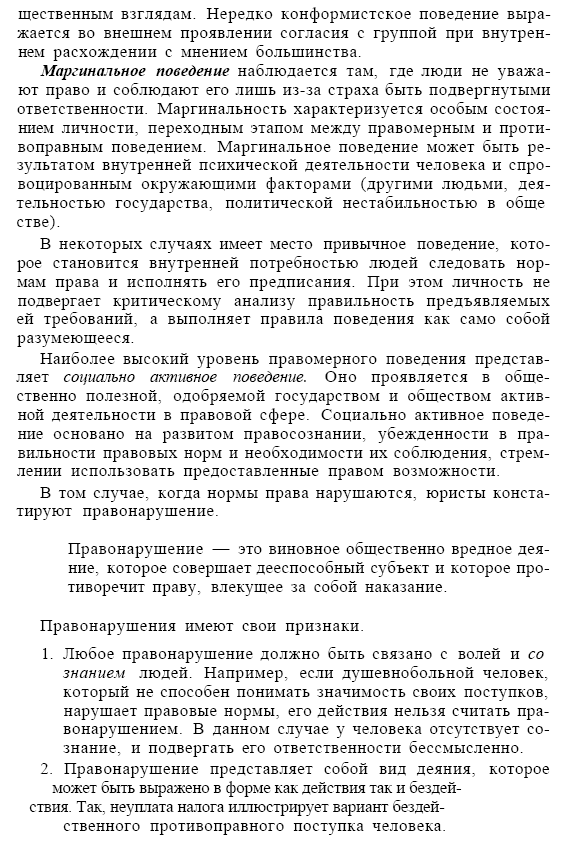 щественным взглядам. Нередко конформистское поведение выра-
жается во внешнем проявлении согласия с группой при внутрен-
нем расхождении с мнением большинства.
Маргинальное поведение наблюдается там, где люди не уважа-
ют право и соблюдают его лишь из-за страха быть подвергнутыми
ответственности. Маргинальность характеризуется особым состоя-
нием личности, переходным этапом между правомерным и проти-
воправным поведением. Маргинальное поведение может быть ре-
зультатом внутренней психической деятельности человека и спро-
воцированным окружающими факторами (другими людьми, дея-
тельностью государства, политической нестабильностью в обще
стве).
В некоторых случаях имеет место привычное поведение, кото-
рое становится внутренней потребностью людей следовать нор-
мам права и исполнять его предписания. При этом личность не
подвергает критическому анализу правильность предъявляемых
ей требований, а выполняет правила поведения как само собой
разумеющееся.
Наиболее высокий уровень правомерного поведения представ-
ляет социально активное поведение. Оно проявляется в обще-
ственно полезной, одобряемой государством и обществом актив-
ной деятельности в правовой сфере. Социально активное поведе-
ние основано на развитом правосознании, убежденности в пра-
вильности правовых норм и необходимости их соблюдения, стрем-
лении использовать предоставленные правом возможности.
В том случае, когда нормы права нарушаются, юристы конста-
тируют правонарушение.
Правонарушение — это виновное общественно вредное дея-
ние, которое совершает дееспособный субъект и которое про-
тиворечит праву, влекущее за собой наказание.
Правонарушения имеют свои признаки.
1. Любое правонарушение должно быть связано с волей и со
знанием людей. Например, если душевнобольной человек,
который не способен понимать значимость своих поступков,
нарушает правовые нормы, его действия нельзя считать пра-
вонарушением. В данном случае у человека отсутствует со-
знание, и подвергать его ответственности бессмысленно.
2. Правонарушение представляет собой вид деяния, которое
может быть выражено в форме как действия так и бездей-
ствия. Так, неуплата налога иллюстрирует вариант бездей-
ственного противоправного поступка человека.